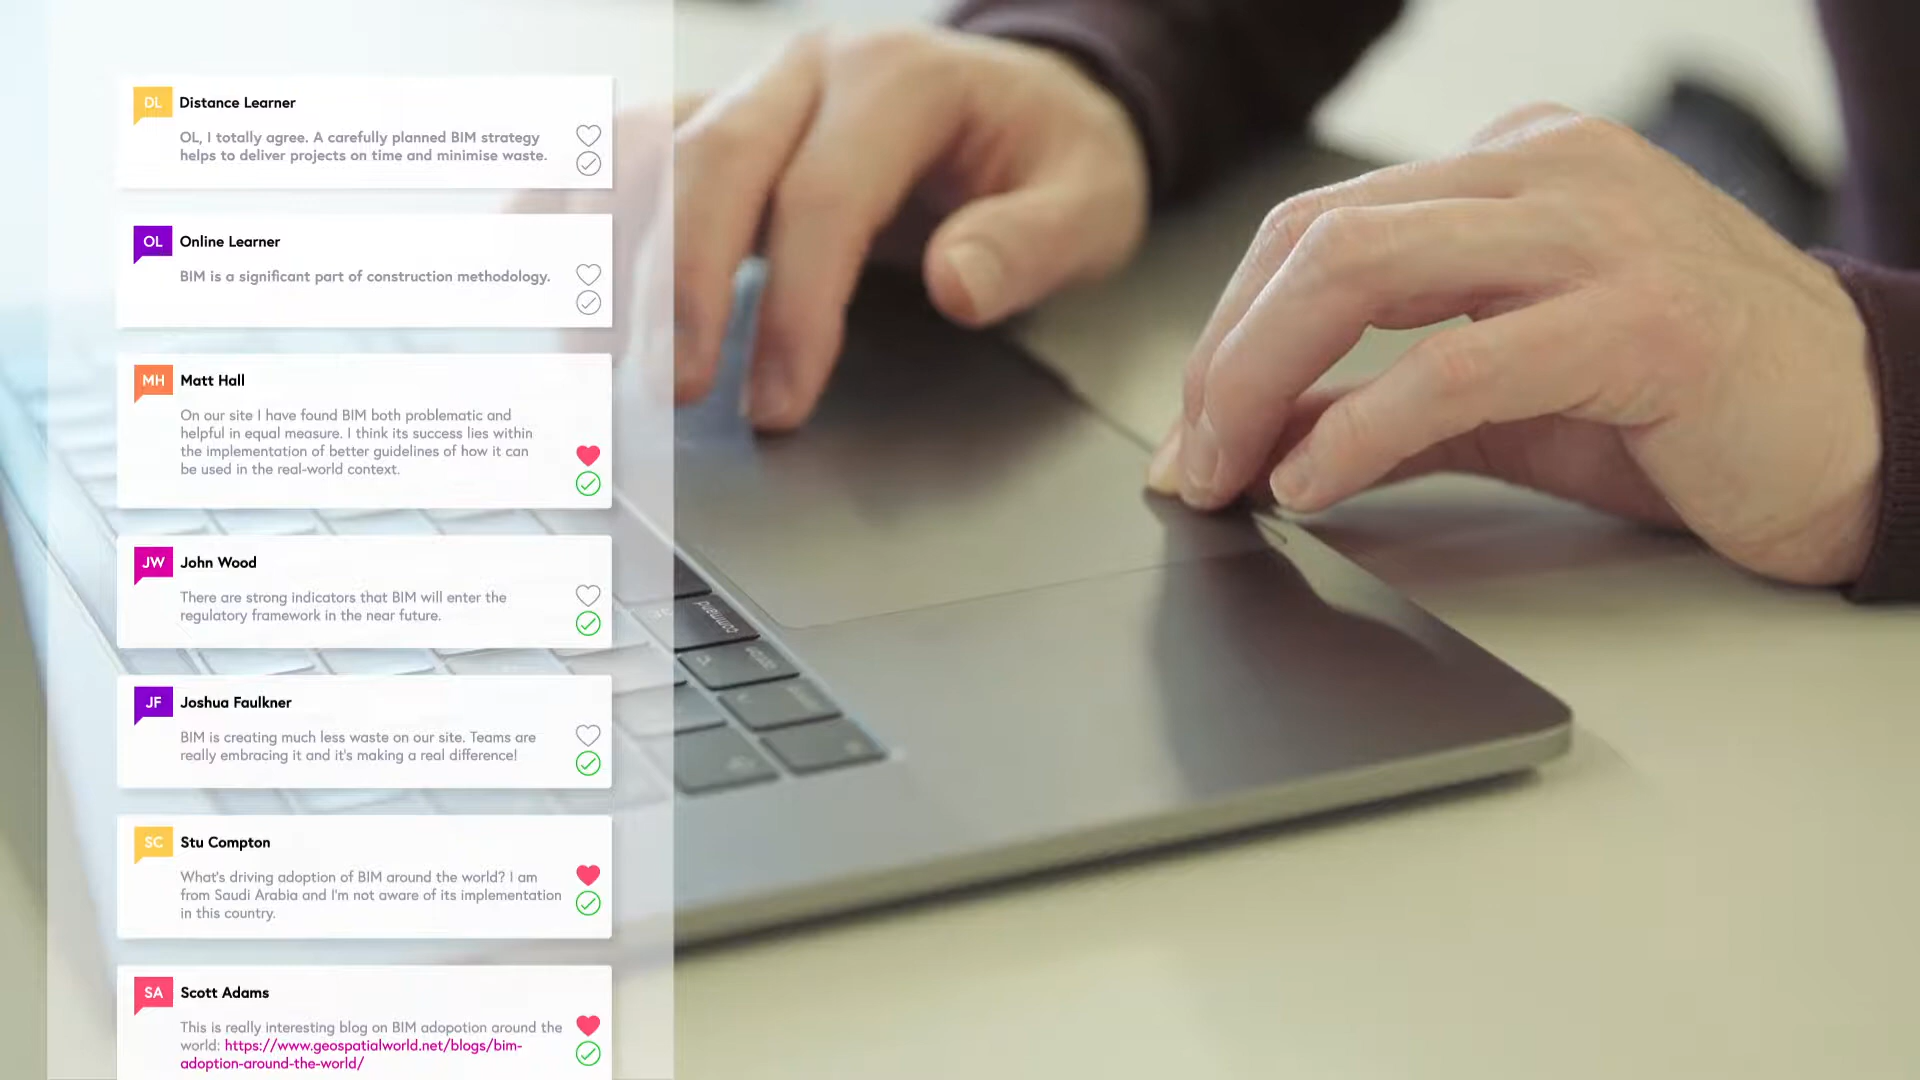 DL Distance Learner
OL, I totally agree. A carefully planned BIM strategy
helps to deliver projects on time and minimise waste.
OL Online Learner
BIM is a significant part of construction methodology.
MH Matt Hall
On our site I have found BIM both problematic and
helpful in equal measure. I think its success lies within
the implementation of better guidelines of how it can
be used in the real-world context.
JW John Wood
There are strong indicators that BIM will enter the
regulatory framework in the near future.
JF Joshua Faulkner
BIM is creating much less waste on our site. Teams are
really embracing it and it's making a real difference!
SC Stu Compton
What's driving adoption of BIM around the world? I am
from Saudi Arabia and I'm not aware of its implementation
in this country.
SA Scott Adams
This is really interesting blog on BIM adopotion around the
world: https://www.geospatialworld.net/blogs/bim-
adoption-around-the-world/
command
option